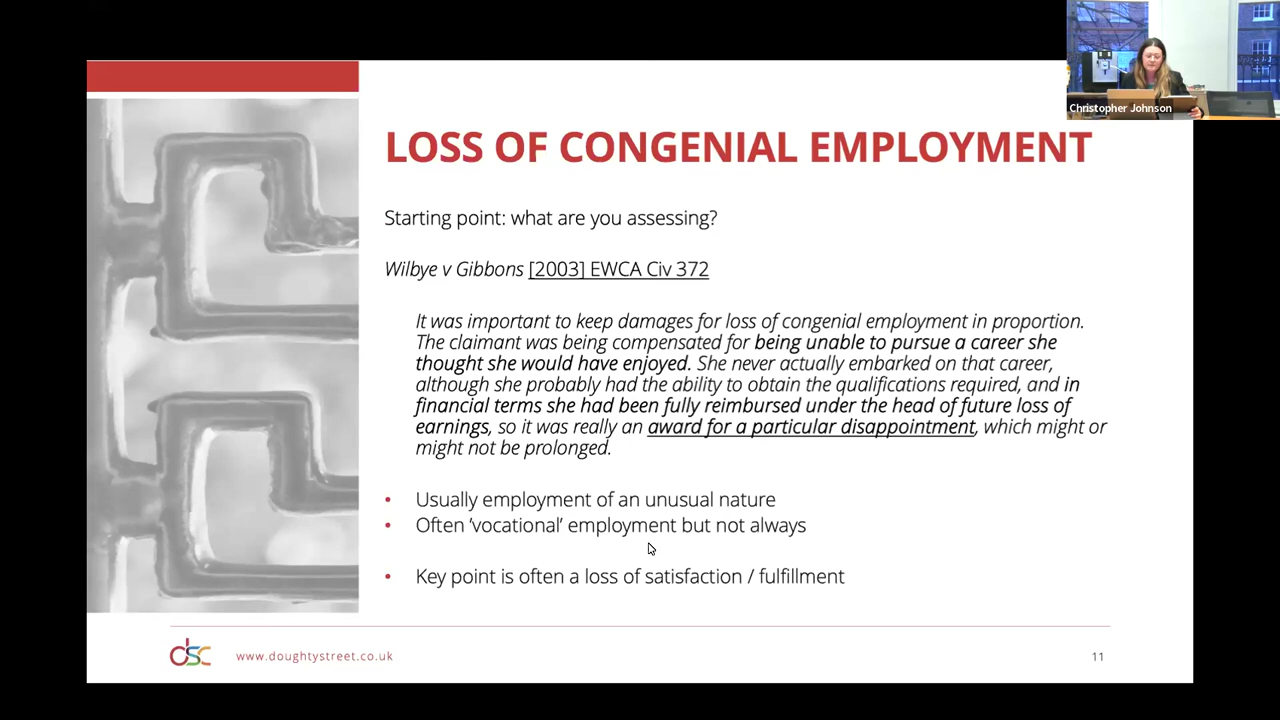 Christopher Johnson
LOSS OF CONGENIAL EMPLOYMENT
Starting point: what are you assessing?
Wilbye v Gibbons [2003] EWCA Civ 372
It was important to keep damages for loss of congenial employment in proportion.
The claimant was being compensated for being unable to pursue a career she
thought she would have enjoyed. She never actually embarked on that career,
although she probably had the ability to obtain the qualifications required, and in
financial terms she had been fully reimbursed under the head of future loss of
earnings, so it was really an award for a particular disappointment, which might or
might not be prolonged.
• Usually employment of an unusual nature
• Often ‘vocational’ employment but not always
• Key point is often a loss of satisfaction / fulfillment
dsc www.doughtystreet.co.uk 11